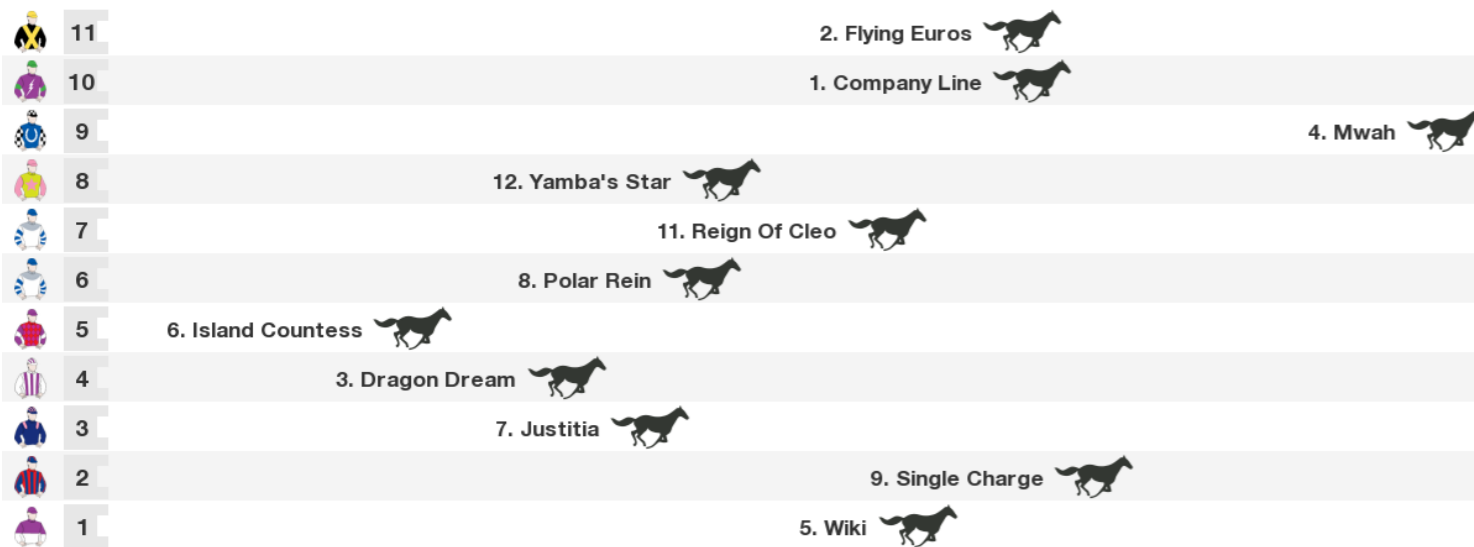 11 2. Flying Euros
10 1. Company Line
9 4. Mwah
8 12. Yamba's Star
7 11. Reign Of Cleo
6 8. Polar Rein
5 6. Island Countess
4 3. Dragon Dream
3 7. Justitia
2 9. Single Charge
1 5. Wiki